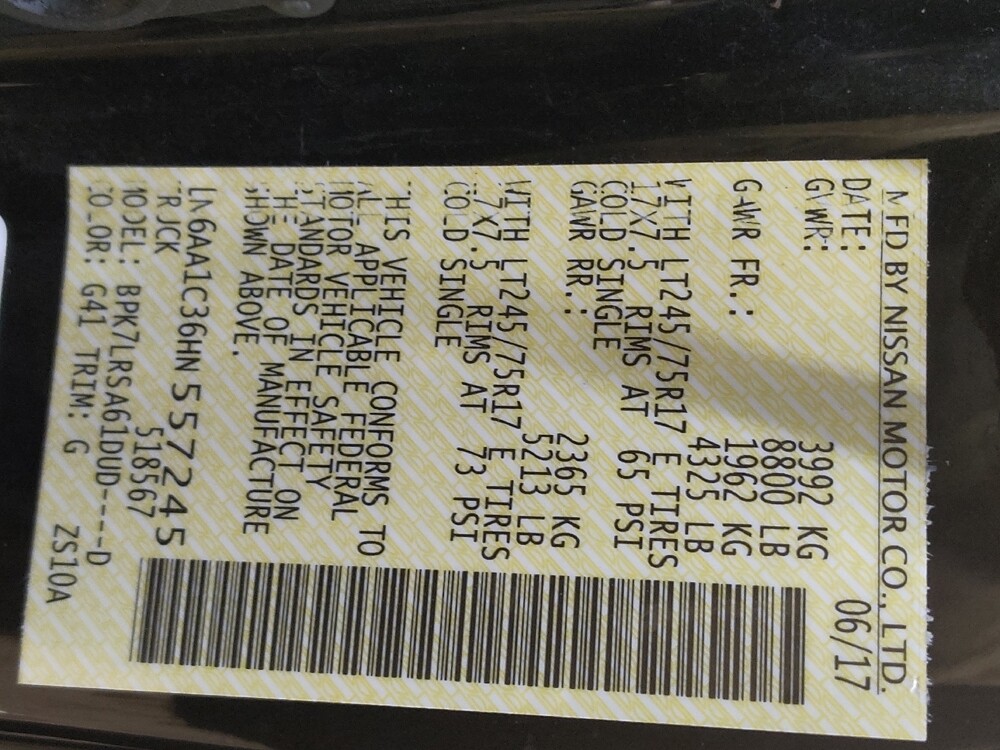 MFD BY NISSAN MOTOR CO., LTD.
DATE: 06/17
GVWR: 3992 KG
8800 LB
GAWR FR.: 1962 KG
4325 LB
WITH LT245/75R17 E TIRES
17X7.5 RIMS AT 65 PSI
COLD SINGLE
GAWR RR.: 2365 KG
5213 LB
WITH LT245/75R17 E TIRES
17X7.5 RIMS AT 73 PSI
COLD SINGLE
THIS VEHICLE CONFORMS TO
ALL APPLICABLE FEDERAL
MOTOR VEHICLE SAFETY
STANDARDS IN EFFECT ON
THE DATE OF MANUFACTURE
SHOWN ABOVE.
1N6AA1C36HN557245
TRUCK 518567
MODEL: BPK7LRSA61DUD----D
COLOR: G41 TRIM: G ZS10A